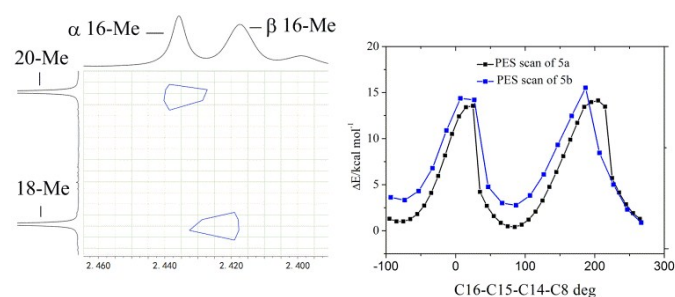 α 16-Me
β 16-Me
20-Me
18-Me
2.460
2.440
2.430
2.420
2.400
20
15
10
5
0
ΔE/kcal mol⁻¹
PES scan of 5a
PES scan of 5b
-100
0
100
200
300
C16-C15-C14-C8 deg